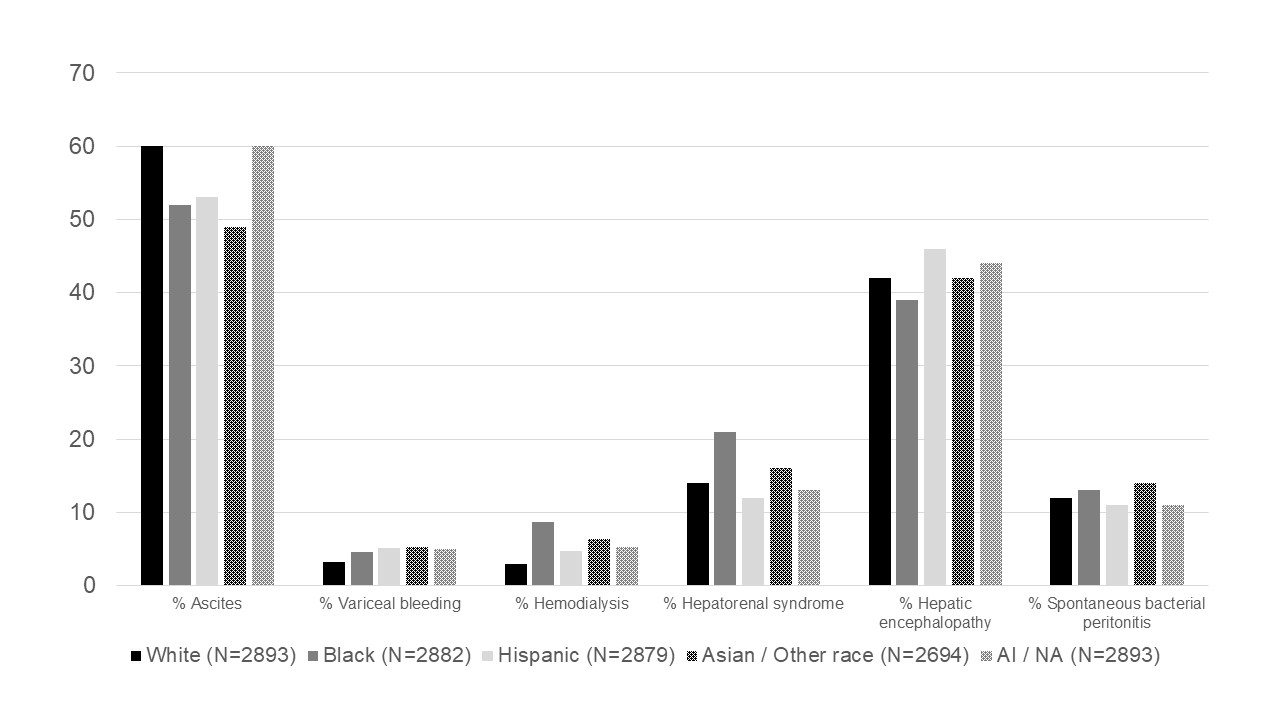 70
60
50
40
30
20
10
0
% Ascites
% Variceal bleeding
% Hemodialysis
% Hepatorenal syndrome
% Hepatic
encephalopathy
% Spontaneous bacterial
peritonitis
White (N=2893)
Black (N=2882)
Hispanic (N=2879)
Asian / Other race (N=2694)
AI / NA (N=2893)